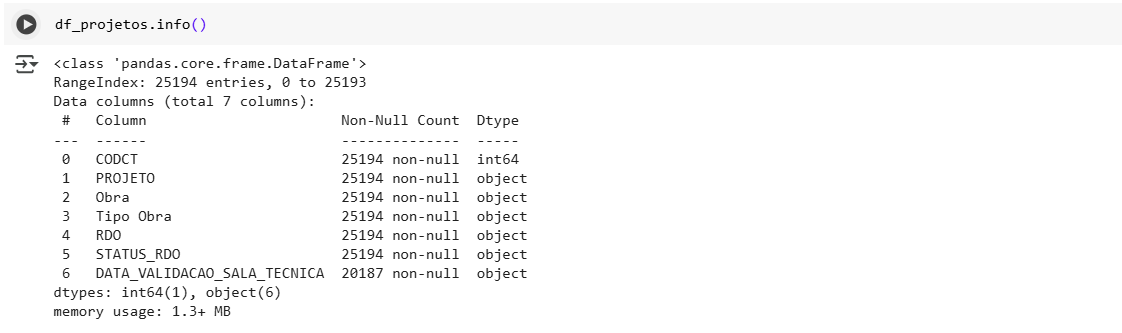 df_projetos.info()
<class 'pandas.core.frame.DataFrame'>
RangeIndex: 25194 entries, 0 to 25193
Data columns (total 7 columns):
 #   Column                     Non-Null Count  Dtype
---  ------                     --------------  -----
 0   CODCT                      25194 non-null  int64
 1   PROJETO                    25194 non-null  object
 2   Obra                       25194 non-null  object
 3   Tipo Obra                  25194 non-null  object
 4   RDO                        25194 non-null  object
 5   STATUS_RDO                 25194 non-null  object
 6   DATA_VALIDACAO_SALA_TECNICA  20187 non-null  object
dtypes: int64(1), object(6)
memory usage: 1.3+ MB